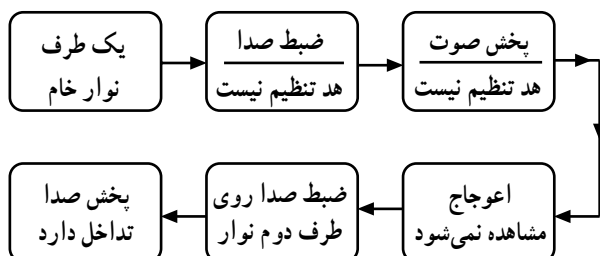 یک طرف
نوار خام
ضبط صدا
هد تنظیم نیست
پخش صوت
هد تنظیم نیست
اعوجاج
مشاهده نمی‌شود
ضبط صدا روی
طرف دوم نوار
پخش صدا
تداخل دارد